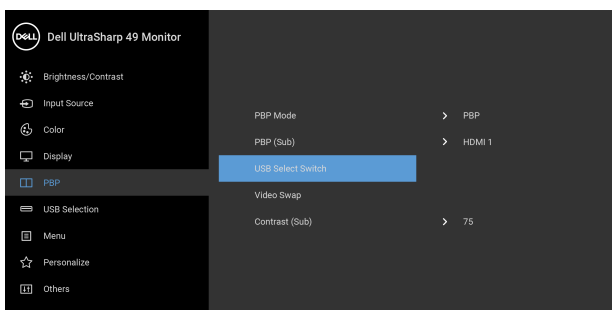 DELL Dell UltraSharp 49 Monitor
Brightness/Contrast
Input Source
Color
Display
PBP
USB Selection
Menu
Personalize
Others
PBP Mode PBP
PBP (Sub) HDMI 1
USB Select Switch
Video Swap
Contrast (Sub) 75